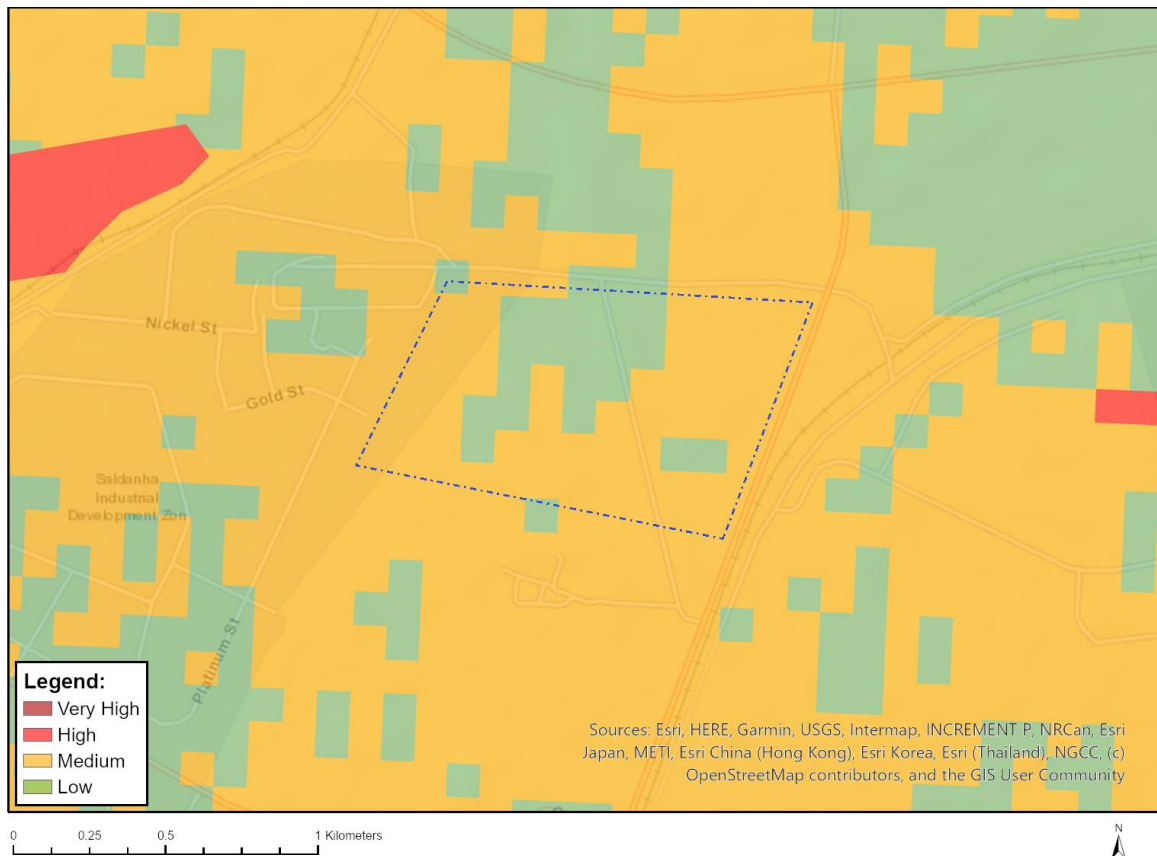 Nickel St
Gold St
Saldanha
Industrial
Development Zon
Platinum St
Legend:
Very High
High
Medium
Low
Sources: Esri, HERE, Garmin, USGS, Intermap, INCREMENT P, NRCan, Esri
Japan, METI, Esri China (Hong Kong), Esri Korea, Esri (Thailand), NGCC, (c)
OpenStreetMap contributors, and the GIS User Community
0 0.25 0.5 1 Kilometers
N